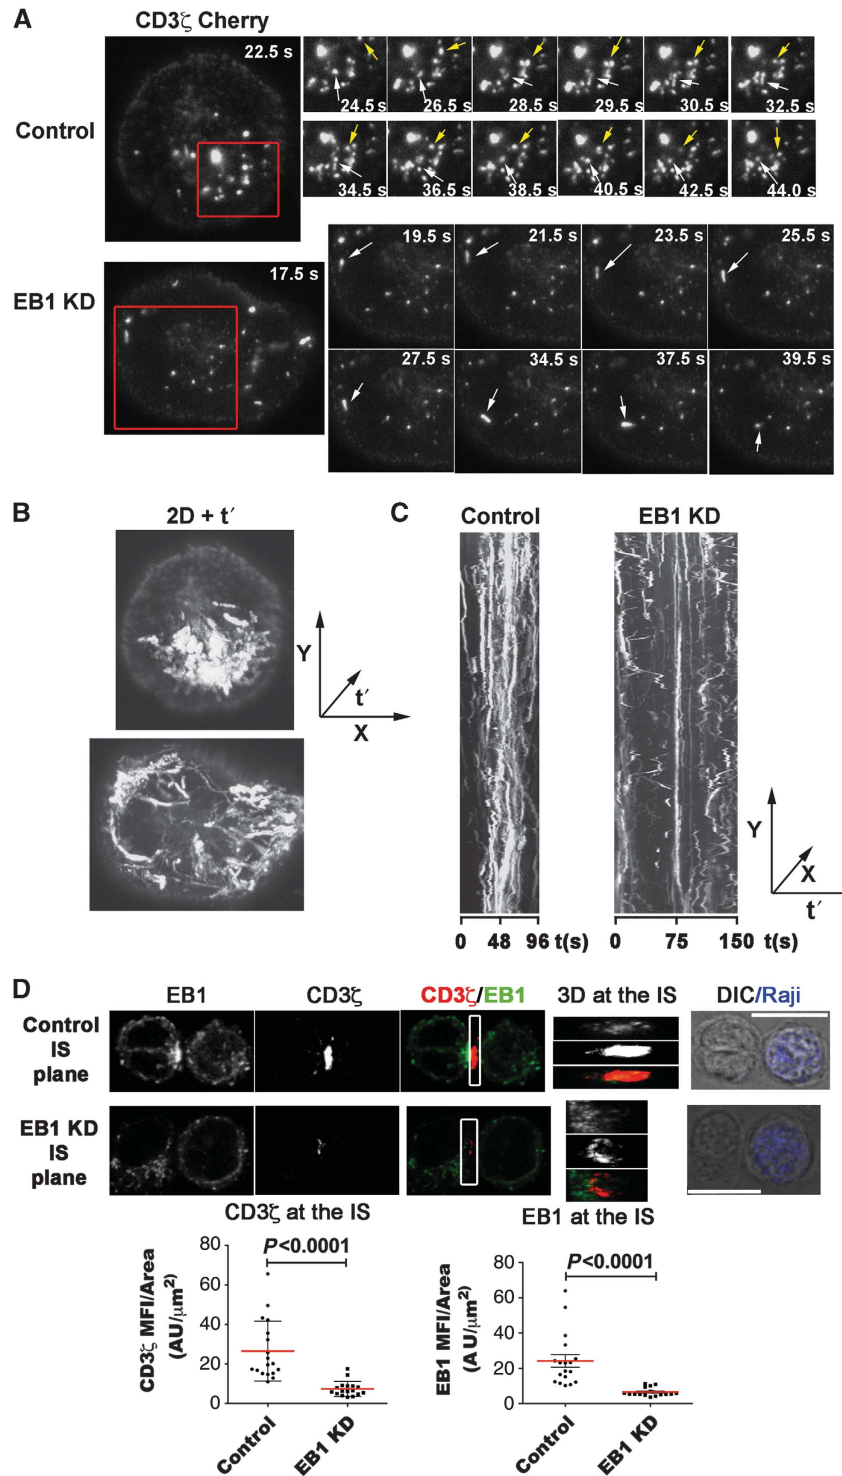 A
CD3ζ Cherry
22.5 s
Control
24.5 s
26.5 s
28.5 s
29.5 s
30.5 s
32.5 s
34.5 s
36.5 s
38.5 s
40.5 s
42.5 s
44.0 s
EB1 KD
17.5 s
19.5 s
21.5 s
23.5 s
25.5 s
27.5 s
34.5 s
37.5 s
39.5 s
B
2D + t′
Y
t′
X
C
Control
EB1 KD
0 48 96 t(s)
0 75 150 t(s)
Y
X
t′
D
EB1
CD3ζ
CD3ζ/EB1
3D at the IS
DIC/Raji
Control
IS
plane
EB1 KD
IS
plane
CD3ζ at the IS
P<0.0001
CD3ζ MFI/Area
(AU/μm²)
80
60
40
20
0
Control
EB1 KD
EB1 at the IS
P<0.0001
EB1 MFI/Area
(AU/μm²)
80
60
40
20
0
Control
EB1 KD